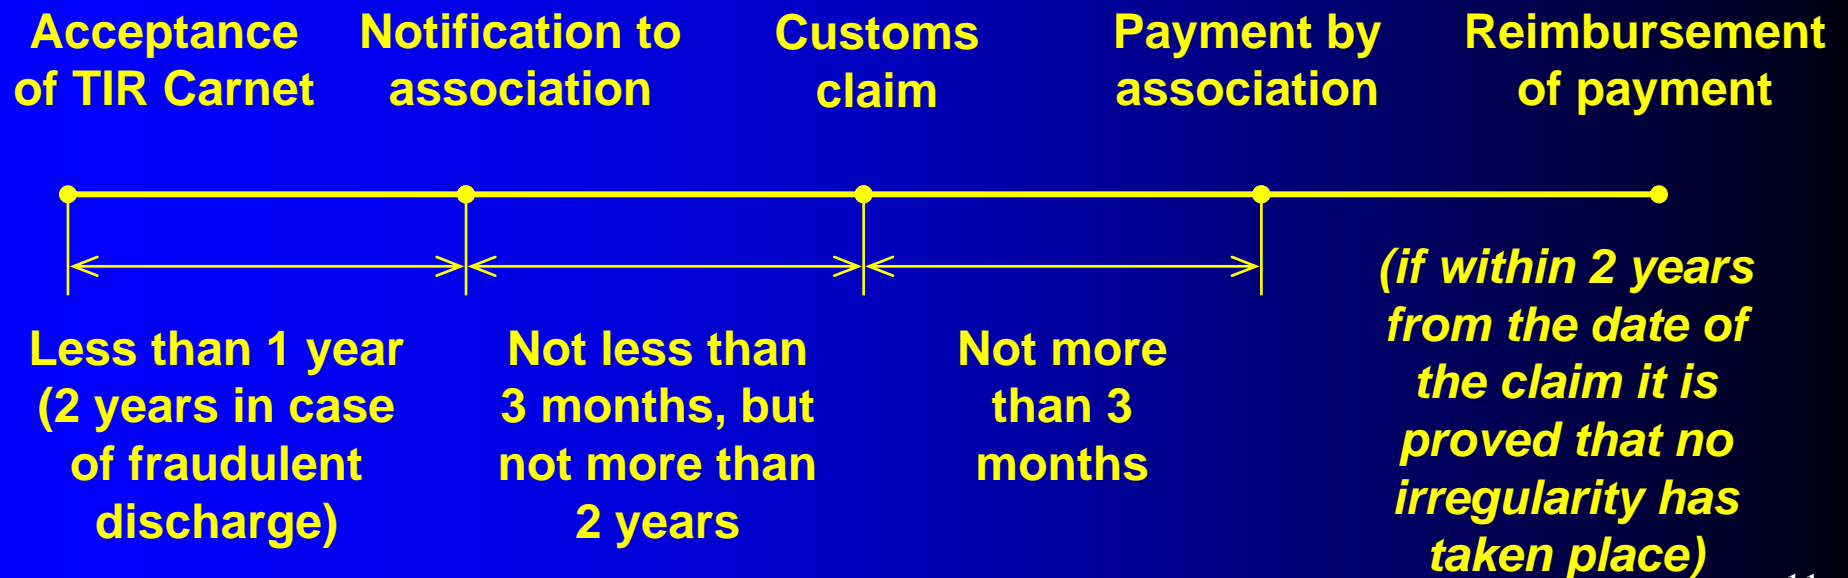 Acceptance
of TIR Carnet
Notification to
association
Customs
claim
Payment by
association
Reimbursement
of payment
Less than 1 year
(2 years in case
of fraudulent
discharge)
Not less than
3 months, but
not more than
2 years
Not more
than 3
months
(if within 2 years
from the date of
the claim it is
proved that no
irregularity has
taken place)